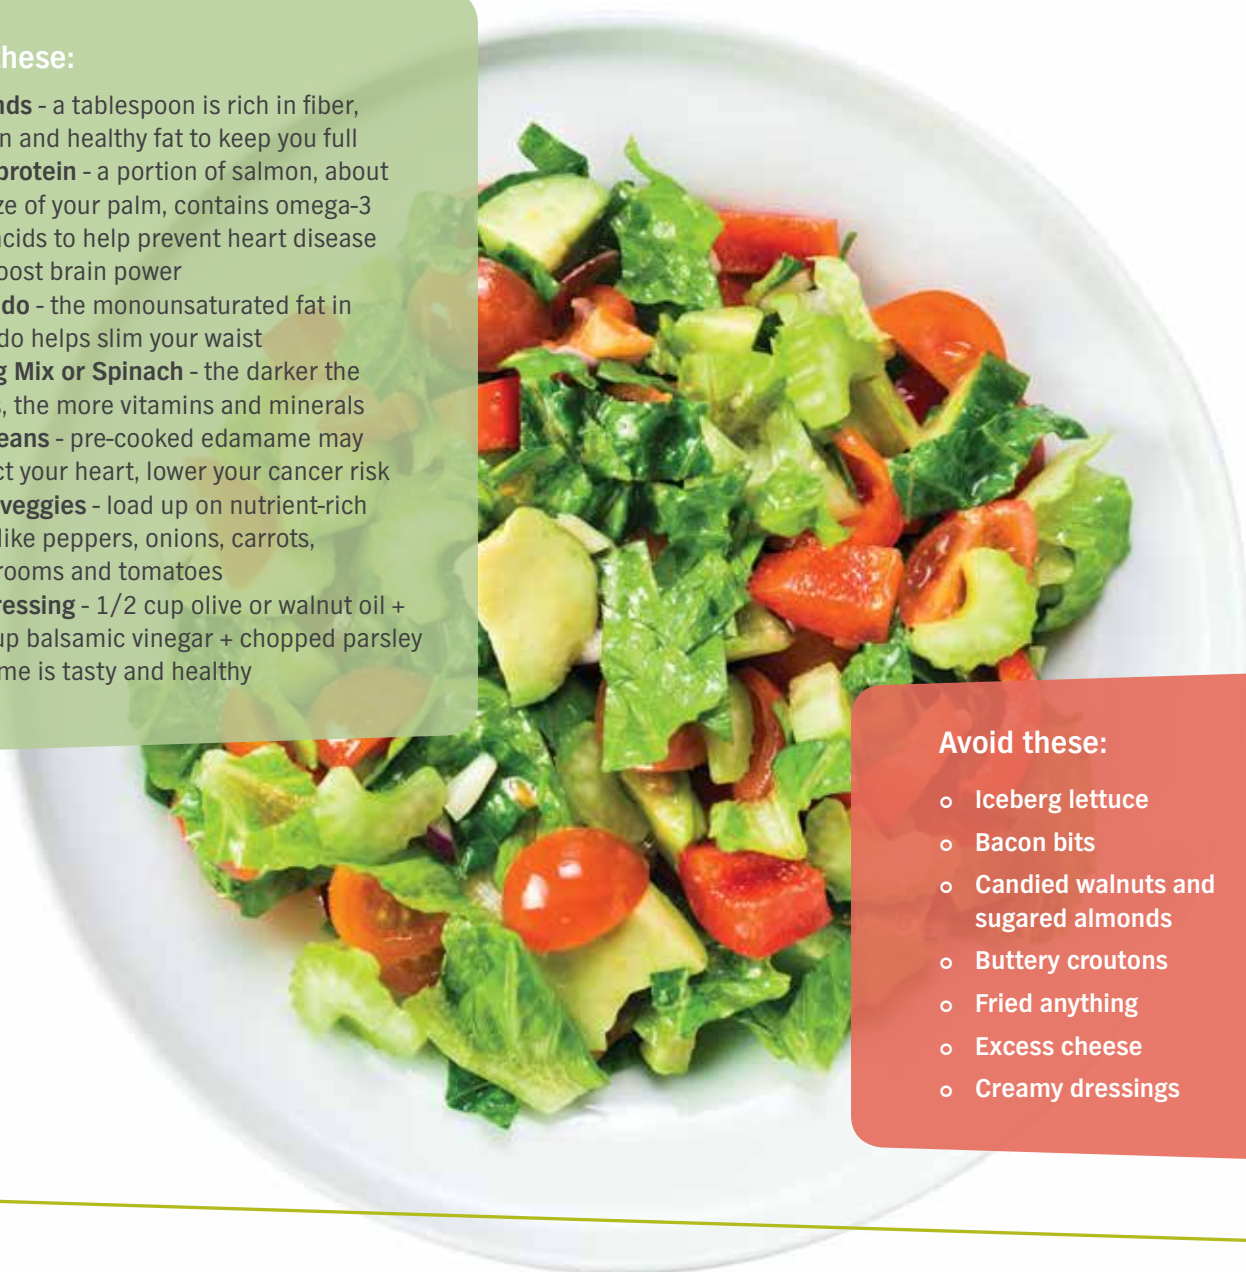 these:
nds - a tablespoon is rich in fiber,
n and healthy fat to keep you full
protein - a portion of salmon, about
ze of your palm, contains omega-3
acids to help prevent heart disease
oost brain power
do - the monounsaturated fat in
do helps slim your waist
g Mix or Spinach - the darker the
s, the more vitamins and minerals
eans - pre-cooked edamame may
ct your heart, lower your cancer risk
veggies - load up on nutrient-rich
like peppers, onions, carrots,
rooms and tomatoes
ressing - 1/2 cup olive or walnut oil +
up balsamic vinegar + chopped parsley
me is tasty and healthy
Avoid these:
Iceberg lettuce
Bacon bits
Candied walnuts and
sugared almonds
Buttery croutons
Fried anything
Excess cheese
Creamy dressings